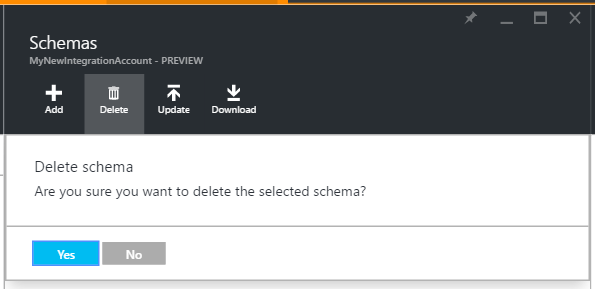 Schemas
MyNewIntegrationAccount - PREVIEW
Add Delete Update Download
Delete schema
Are you sure you want to delete the selected schema?
Yes No